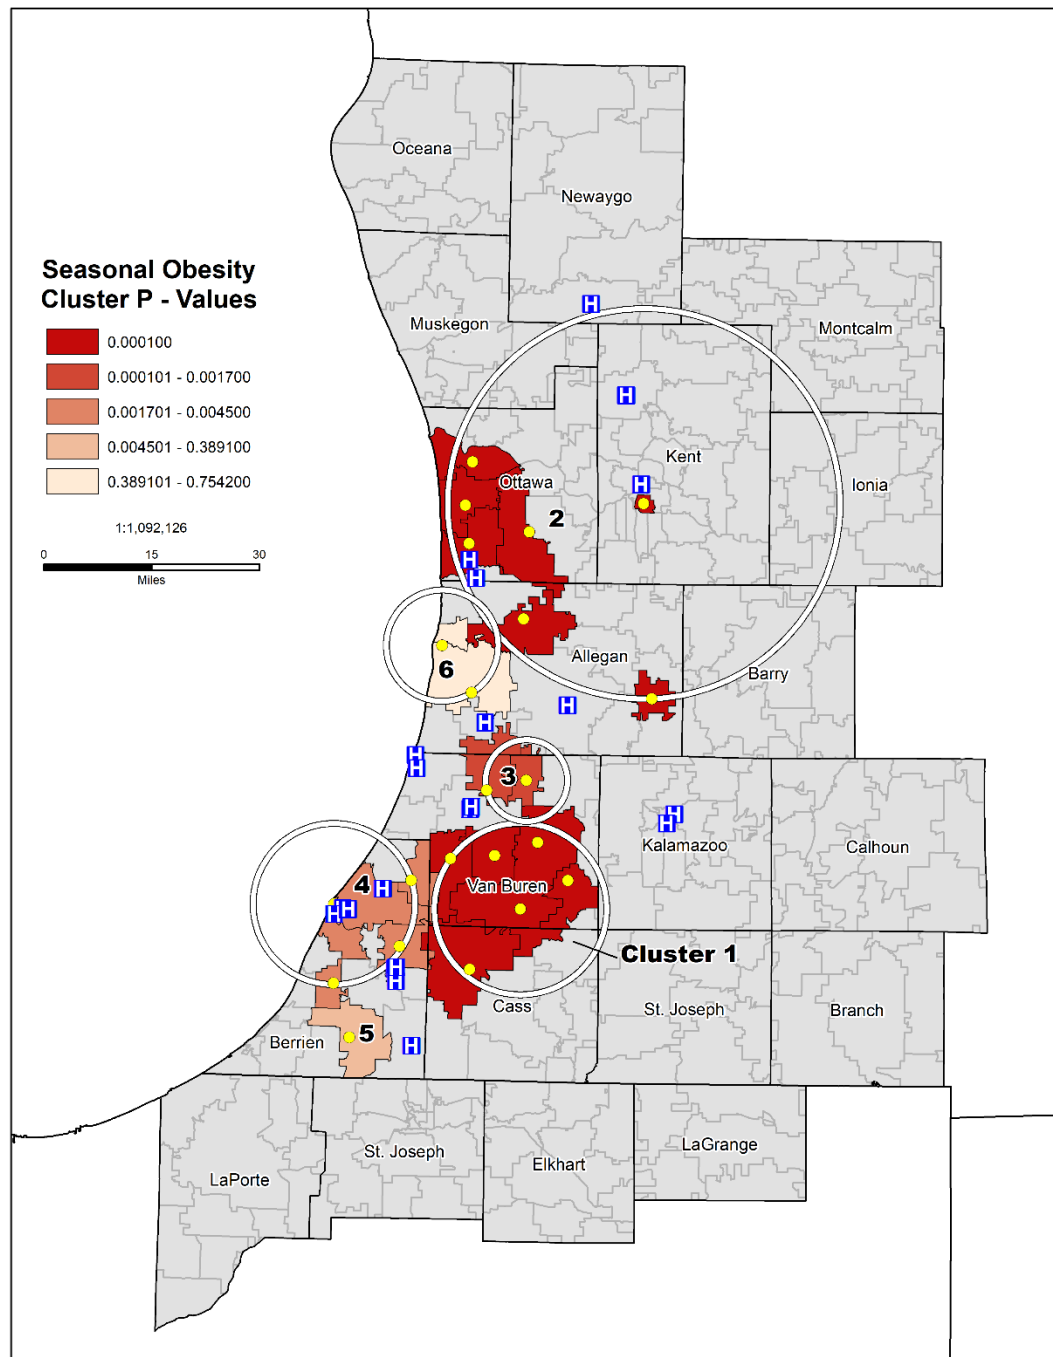 Oceana
Newaygo
Seasonal Obesity
Cluster P - Values
0.000100
0.000101 - 0.001700
0.001701 - 0.004500
0.004501 - 0.389100
0.389101 - 0.754200
1:1,092,126
0 15 30
Miles
Muskegon
H
Montcalm
H
Kent
Ottawa
H
Ionia
2
H
H
Allegan
6
Barry
H
H
H
H
3
H
H
H
Kalamazoo
Calhoun
4
H
Van Buren
H H
Cluster 1
H
H
Cass
St. Joseph
Branch
5
Berrien
H
St. Joseph
LaGrange
Elkhart
LaPorte